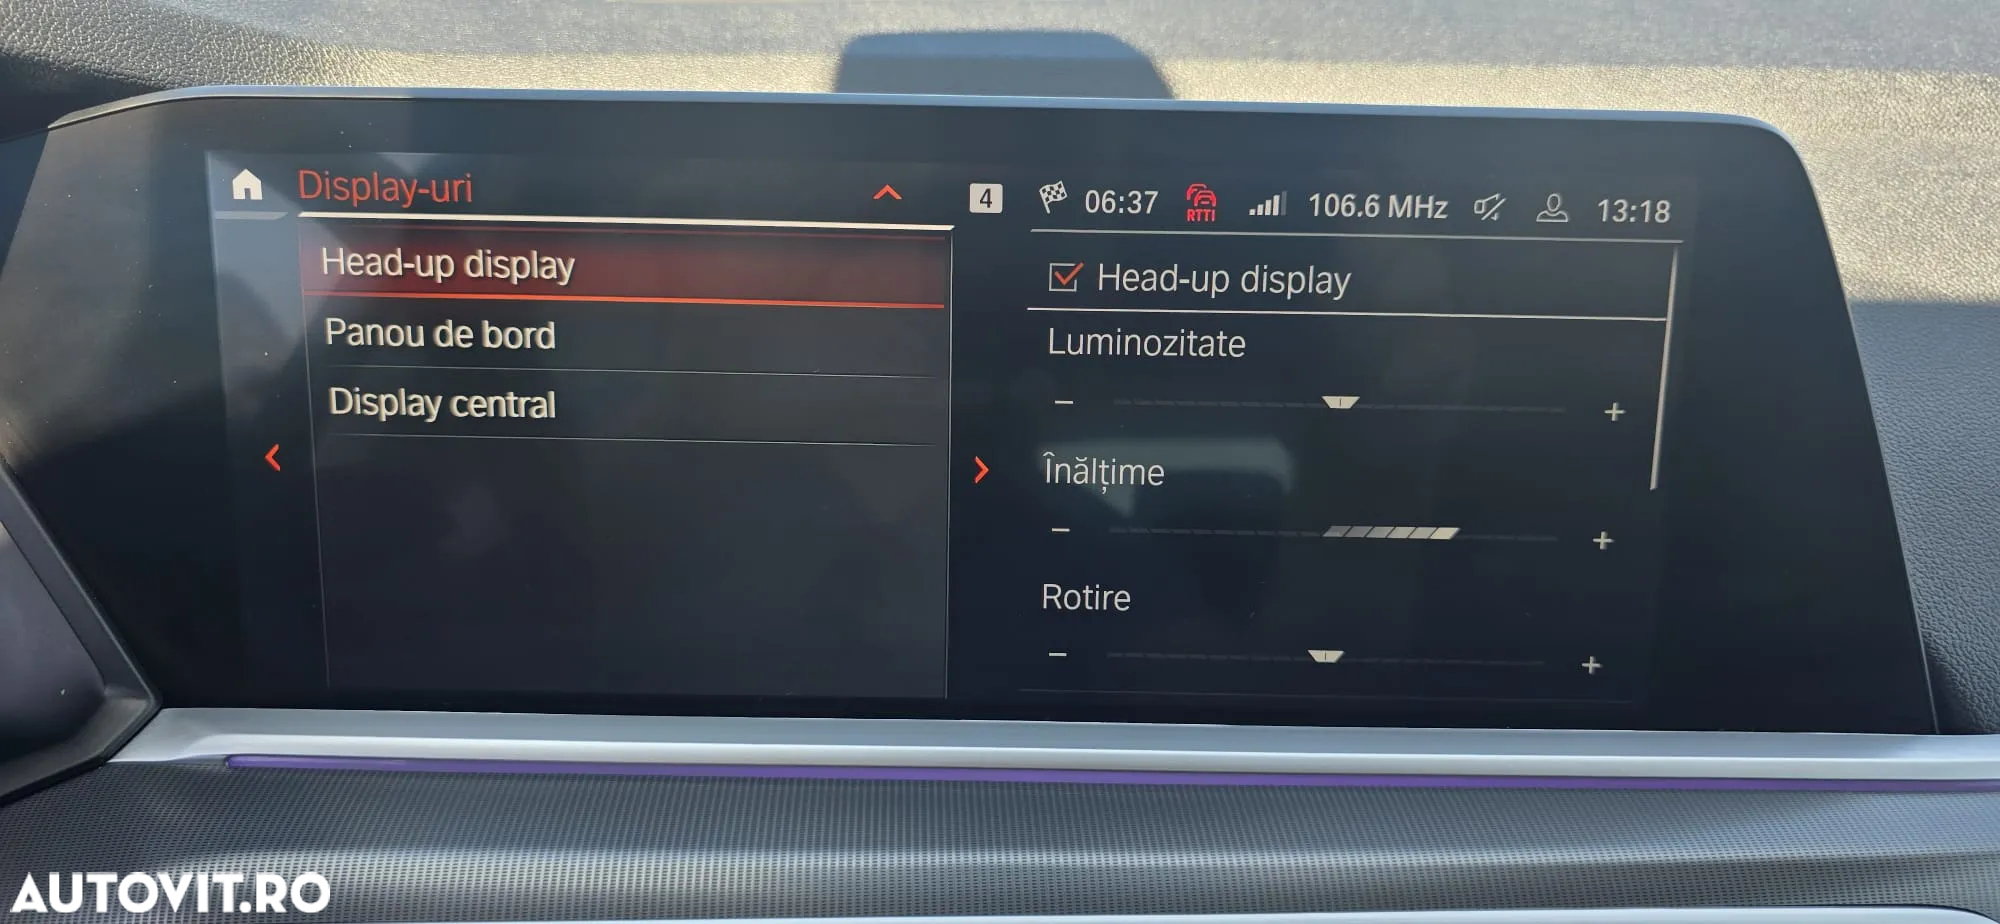 Display-uri
4 06:37 RTTI 106.6 MHz 13:18
Head-up display
Panou de bord
Display central
Head-up display
Luminozitate
− +
Înălțime
− +
Rotire
− +
AUTOVIT.RO